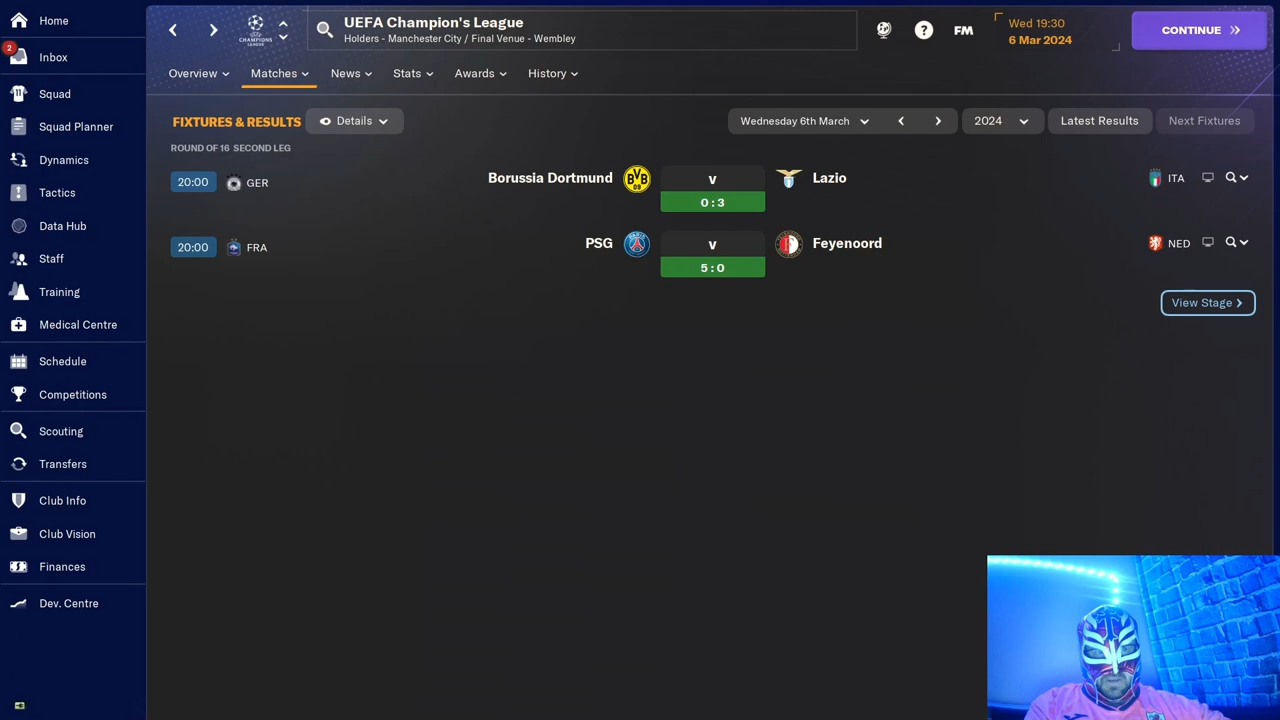 Home
2
Inbox
Squad
Squad Planner
Dynamics
Tactics
Data Hub
Staff
Training
Medical Centre
Schedule
Competitions
Scouting
Transfers
Club Info
Club Vision
Finances
Dev. Centre
CHAMPIONS LEAGUE
UEFA Champion's League
Holders - Manchester City / Final Venue - Wembley
? FM
Wed 19:30
6 Mar 2024
CONTINUE
Overview Matches News Stats Awards History
FIXTURES & RESULTS Details Wednesday 6th March 2024 Latest Results Next Fixtures
ROUND OF 16 SECOND LEG
20:00 GER Borussia Dortmund v Lazio ITA
0 : 3
20:00 FRA PSG v Feyenoord NED
5 : 0
View Stage